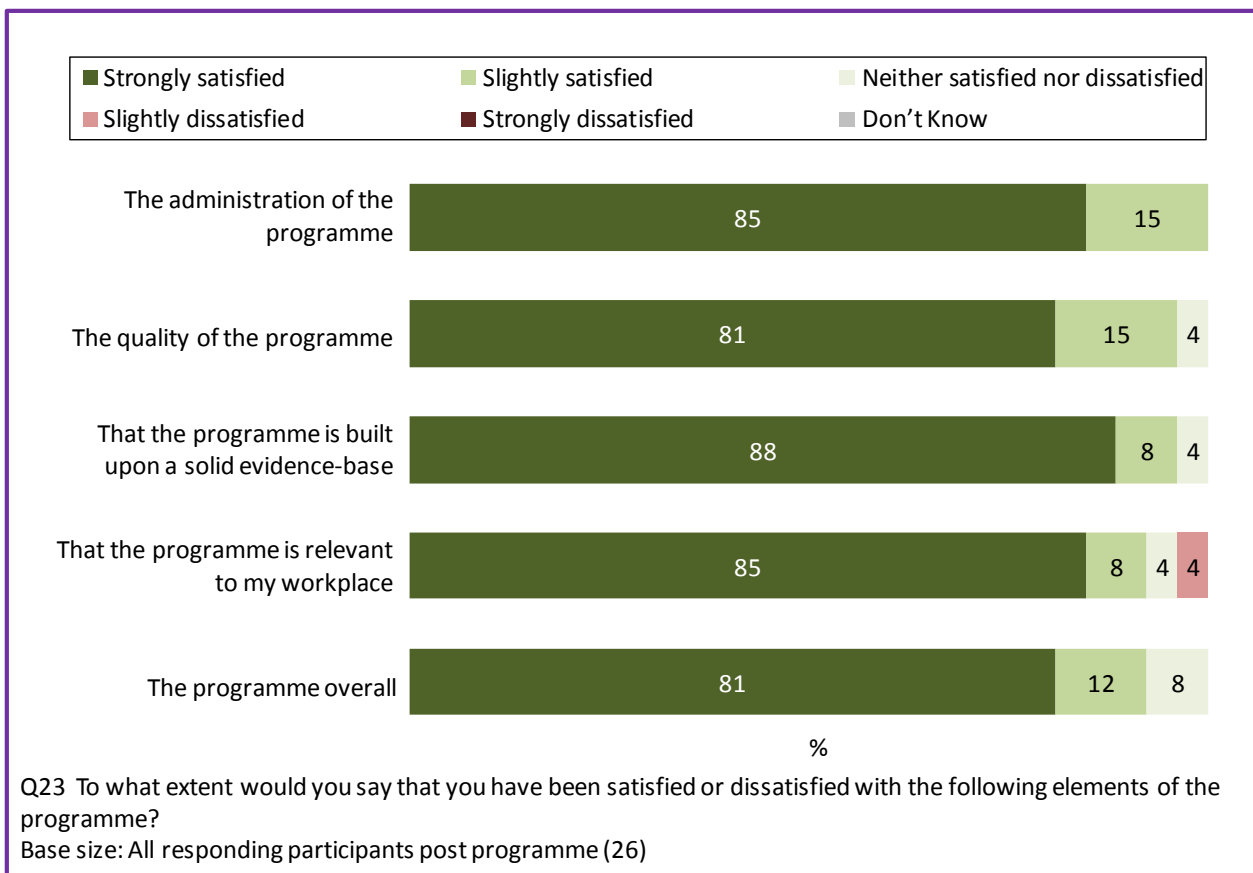 Strongly satisfied Slightly satisfied Neither satisfied nor dissatisfied
Slightly dissatisfied Strongly dissatisfied Don't Know
The administration of the
programme
85 15
The quality of the programme
81 15 4
That the programme is built
upon a solid evidence-base
88 8 4
That the programme is relevant
to my workplace
85 8 4 4
The programme overall
81 12 8
%
Q23 To what extent would you say that you have been satisfied or dissatisfied with the following elements of the
programme?
Base size: All responding participants post programme (26)